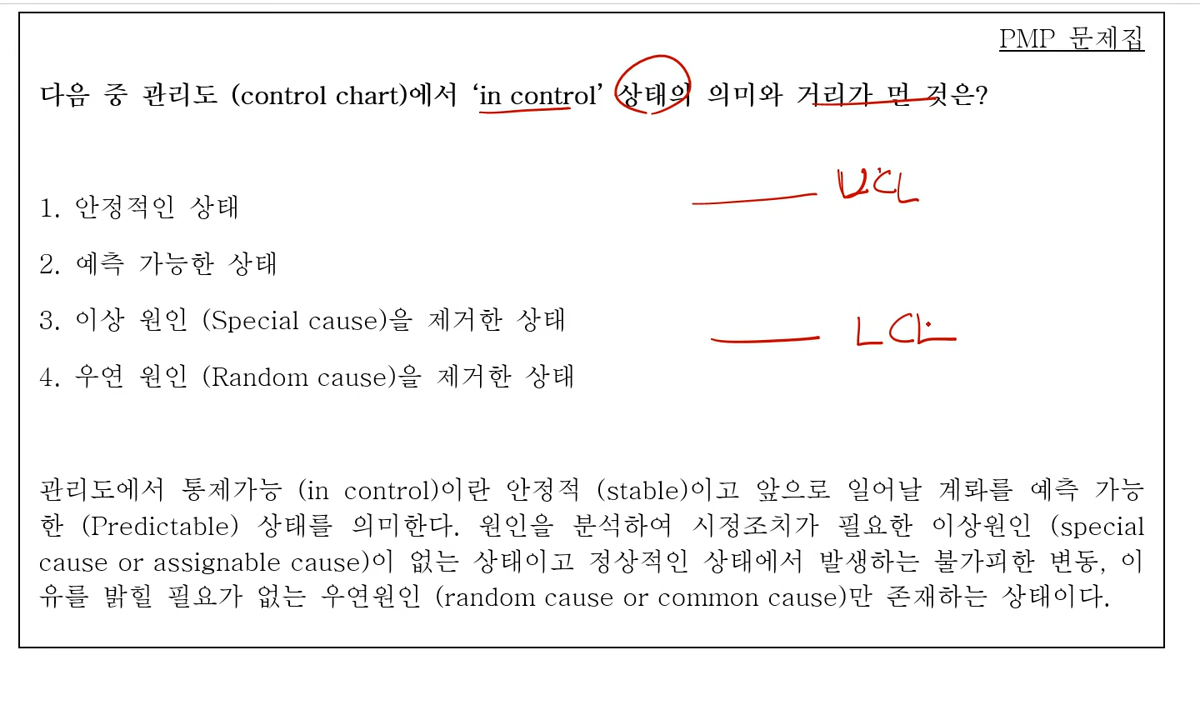 PMP 문제집
다음 중 관리도 (control chart)에서 ‘in control’ 상태의 의미와 거리가 먼 것은?
1. 안정적인 상태
UCL
2. 예측 가능한 상태
3. 이상 원인 (Special cause)을 제거한 상태
LCL
4. 우연 원인 (Random cause)을 제거한 상태
관리도에서 통제가능 (in control)이란 안정적 (stable)이고 앞으로 일어날 계롸를 예측 가능
한 (Predictable) 상태를 의미한다. 원인을 분석하여 시정조치가 필요한 이상원인 (special
cause or assignable cause)이 없는 상태이고 정상적인 상태에서 발생하는 불가피한 변동, 이
유를 밝힐 필요가 없는 우연원인 (random cause or common cause)만 존재하는 상태이다.